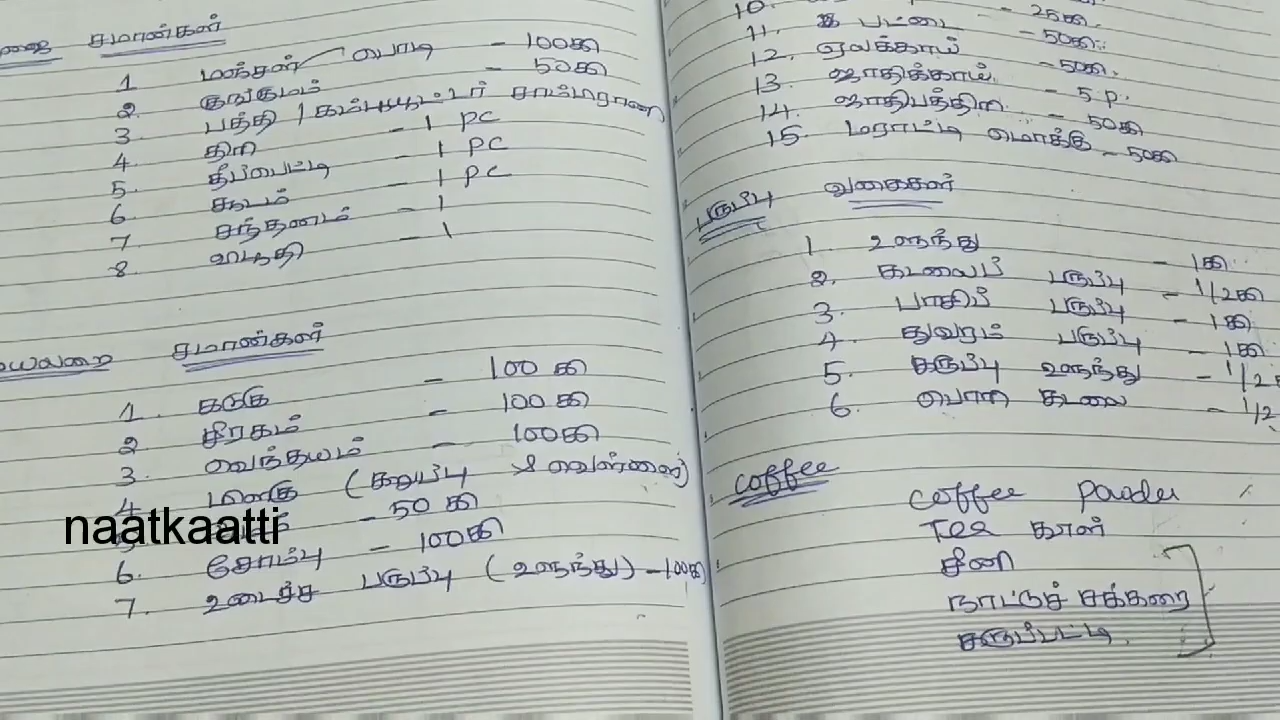 சாமான்கள்
1 மஞ்சள் பொடி - 100கி
2. குங்குமம் - 50கி
3. பத்தி / கம்ப்யூட்டர் சாம்பிராணி
4. திரி - 1 PC
5. தீப்பெட்டி - 1 PC
6 சூடம் - 1 PC
7 சந்தனம் - 1
8 - 1
சாமான்கள்
1. கடுகு - 100 கி
2 சீரகம் - 100 கி
3. வெந்தயம் - 100கி
4 மிளகு (கறுப்பு & வெள்ளை)
- 50 கி
6. சோம்பு - 100கி
7. உடைச்ச பருப்பு (உளுந்து) - 100கி
naatkaatti
10. - 25கி.
11. பட்டை - 50கி.
12. ஏலக்காய் - 50கி.
13. ஜாதிக்காய் - 5 P.
14. ஜாதிபத்திரி - 50கி
15. மராட்டி மொக்கு - 50கி
பருப்பு வகைகள்
1. உளுந்து - 1கி.
2. கடலைப் பருப்பு - 1/2கி
3. பாசிப் பருப்பு - 1கி
4. துவரம் பருப்பு - 1கி
5. கருப்பு உளுந்து - 1/2
6. பொரி கடலை - 1/2
coffee
coffee Powder
Tea தூள்
சீனி
நாட்டுச் சக்கரை
கருப்பட்டி.